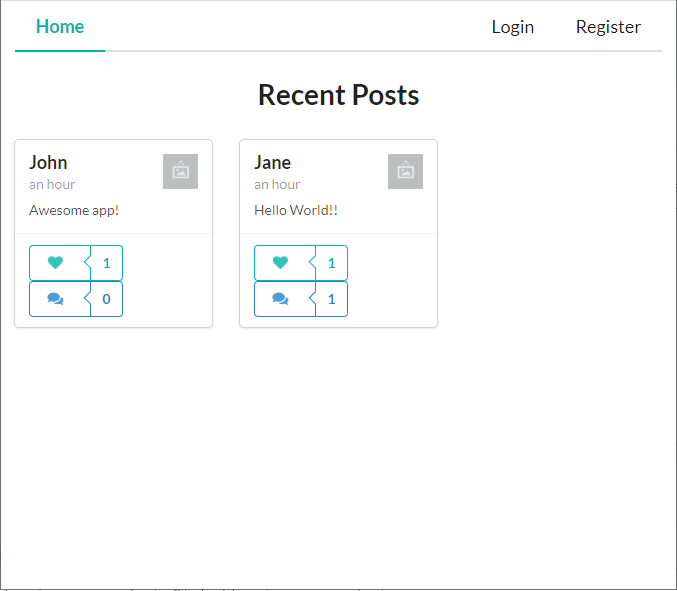 Home Login Register
Recent Posts
John
an hour
Awesome app!
1
0
Jane
an hour
Hello World!!
1
1